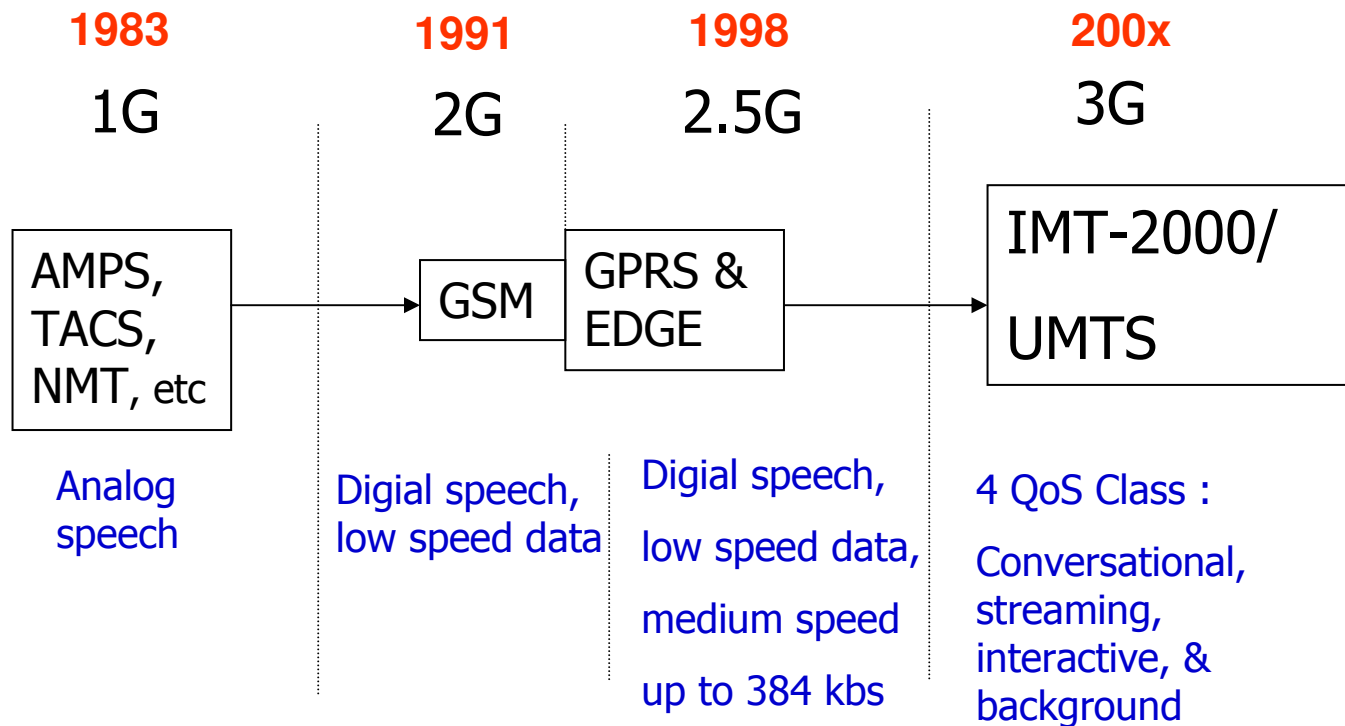 1983
1991
1998
200x
1G
2G
2.5G
3G
AMPS,
TACS,
NMT, etc
GSM
GPRS &
EDGE
IMT-2000/
UMTS
Analog
speech
Digial speech,
low speed data
Digial speech,
low speed data,
medium speed
up to 384 kbs
4 QoS Class :
Conversational,
streaming,
interactive, &
background